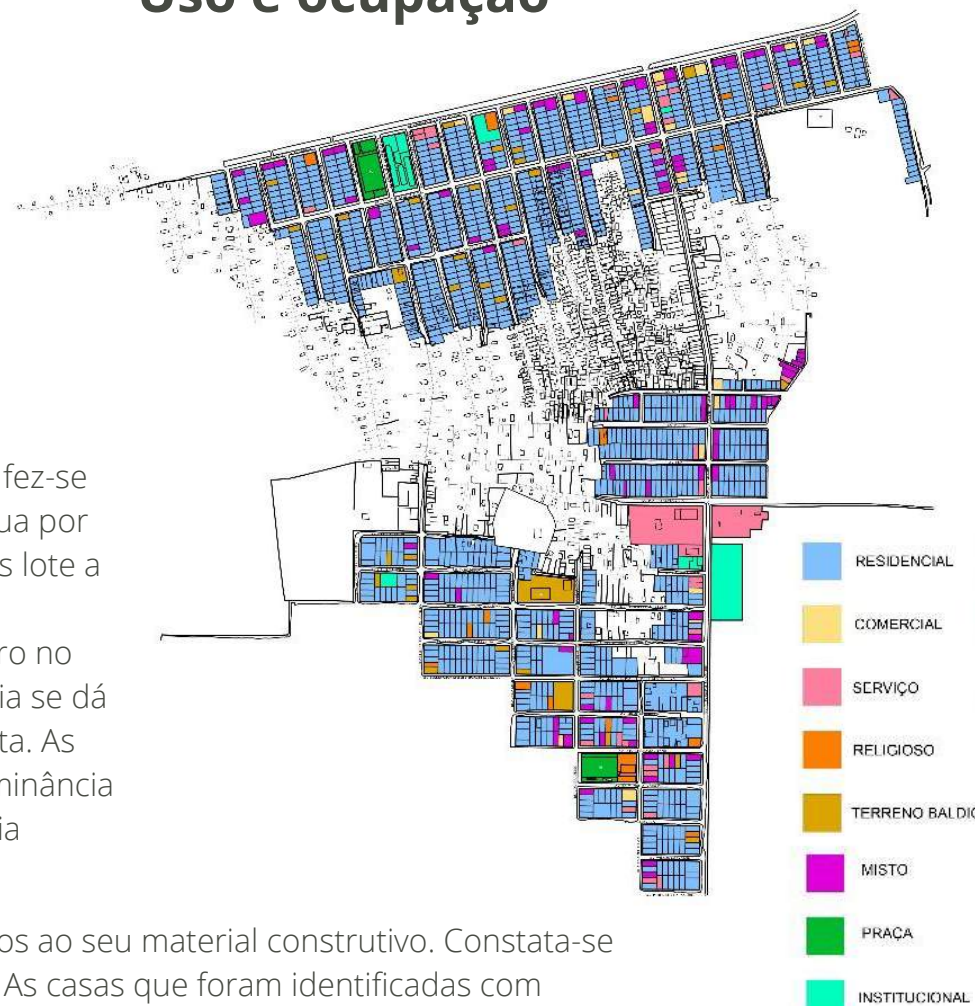 Uso e ocupação
fez-se
ua por
s lote a
ro no
ia se dá
ta. As
minância
ia
os ao seu material construtivo. Constata-se
As casas que foram identificadas com
RESIDENCIAL
COMERCIAL
SERVIÇO
RELIGIOSO
TERRENO BALDIO
MISTO
PRAÇA
INSTITUCIONAL